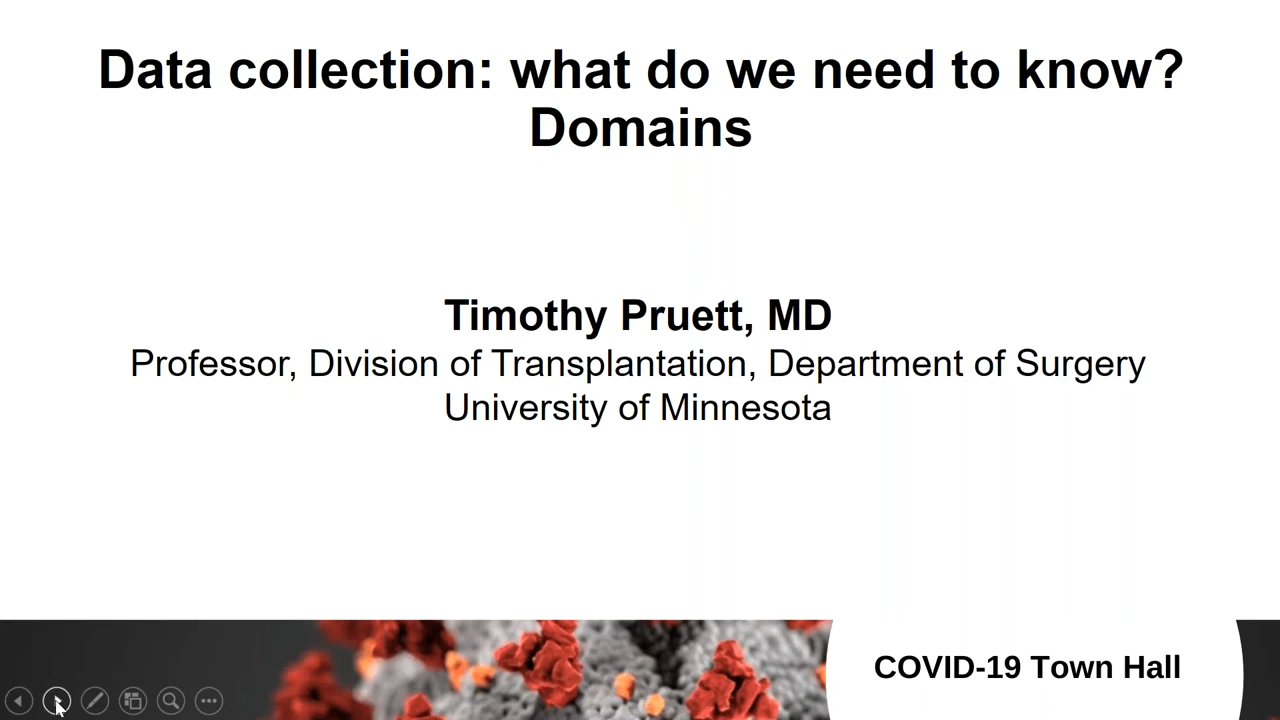 Data collection: what do we need to know?
Domains
Timothy Pruett, MD
Professor, Division of Transplantation, Department of Surgery
University of Minnesota
COVID-19 Town Hall